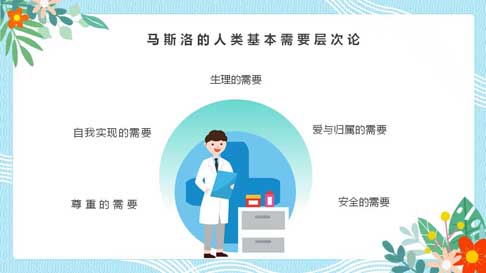 马斯洛的人类基本需要层次论
生理的需要
自我实现的需要
爱与归属的需要
尊重的需要
安全的需要